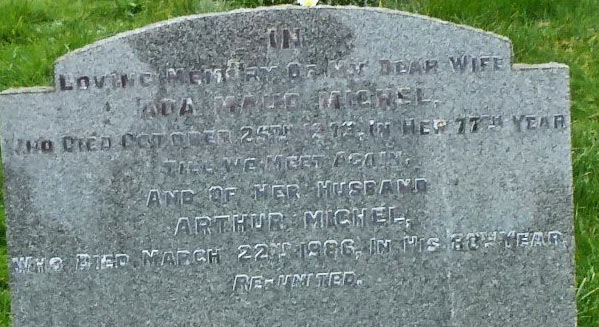 IN
LOVING MEMORY OF MY DEAR WIFE
ADA MAUD MICHEL,
WHO DIED OCTOBER 25TH, IN HER 77TH YEAR
TILL WE MEET AGAIN.
AND OF HER HUSBAND
ARTHUR MICHEL,
WHO DIED MARCH 22ND 1986, IN HIS YEAR.
RE-UNITED.